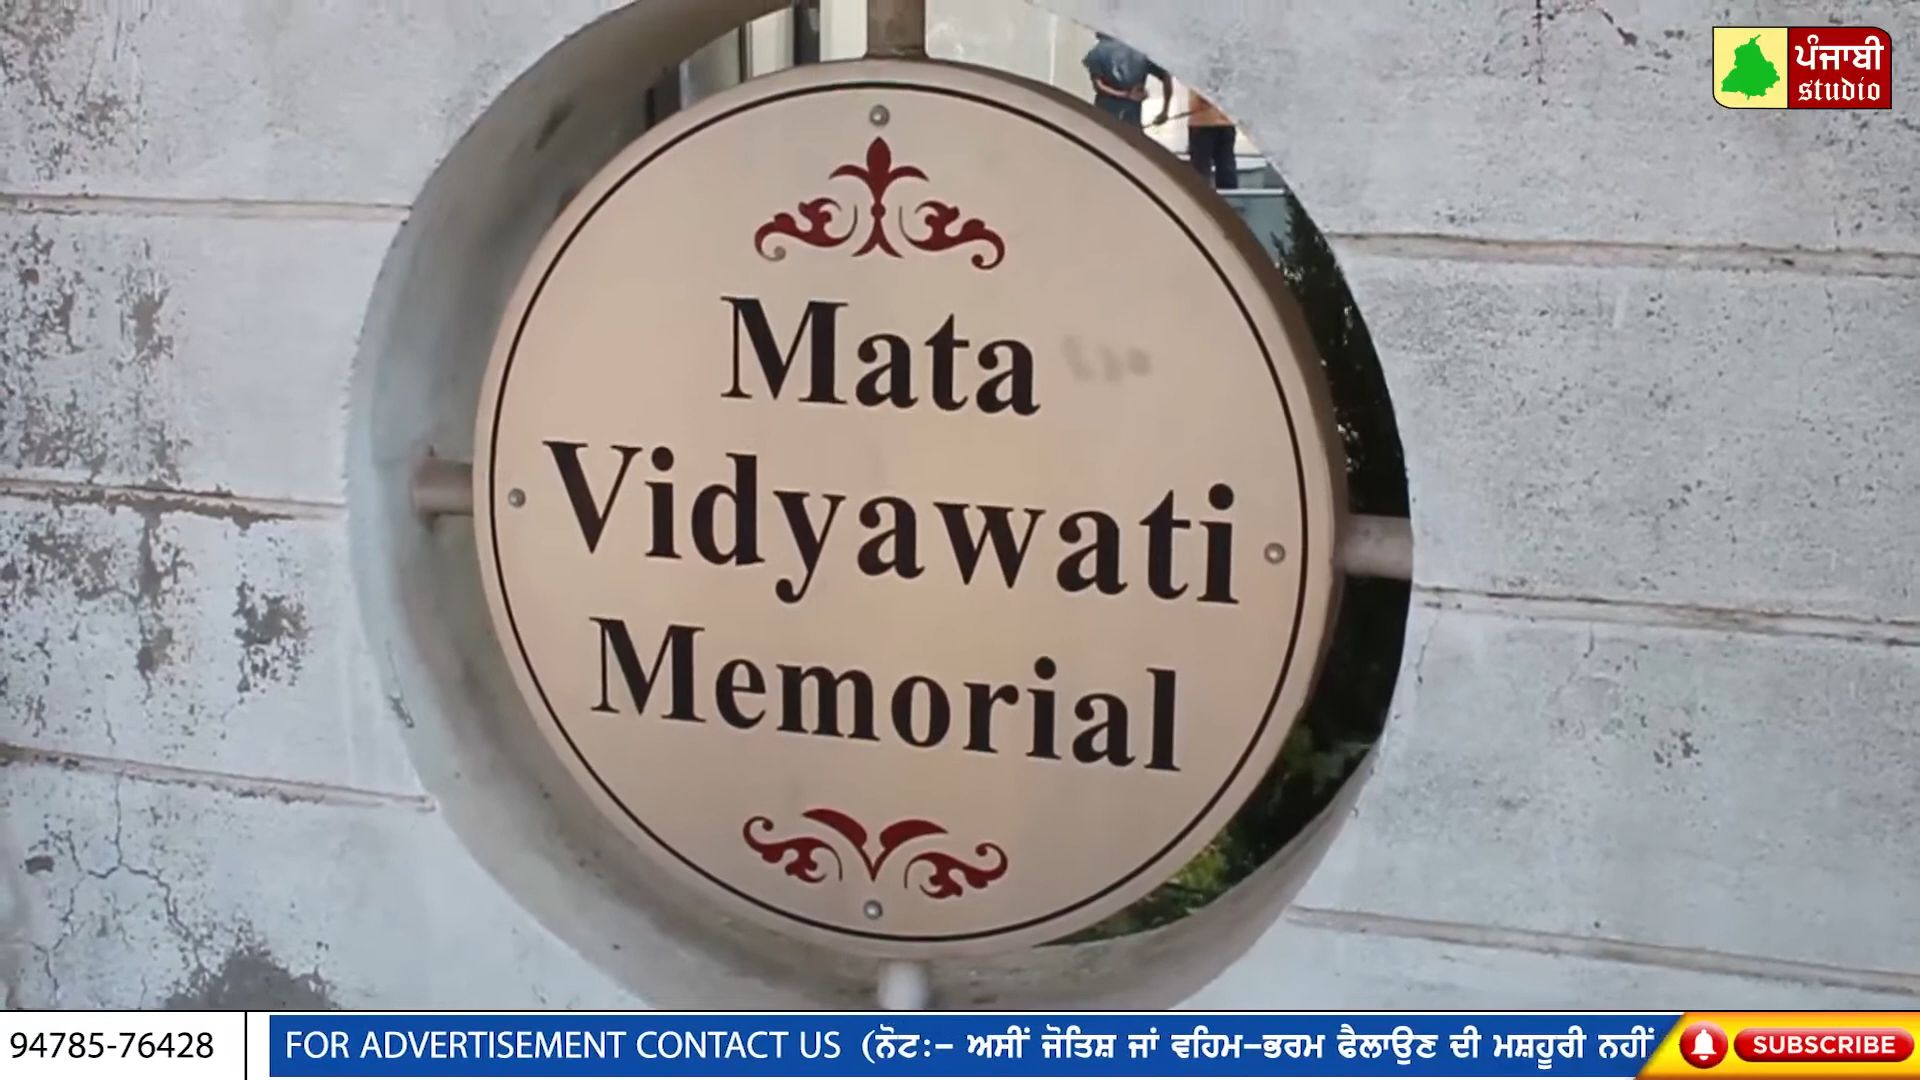 ਪੰਜਾਬੀ
studio
Mata
Vidyawati
Memorial
94785-76428 FOR ADVERTISEMENT CONTACT US (ਨੋਟ:- ਅਸੀਂ ਜੋਤਿਸ਼ ਜਾਂ ਵਹਿਮ-ਭਰਮ ਫੈਲਾਉਣ ਦੀ ਮਸ਼ਹੂਰੀ ਨਹੀਂ SUBSCRIBE